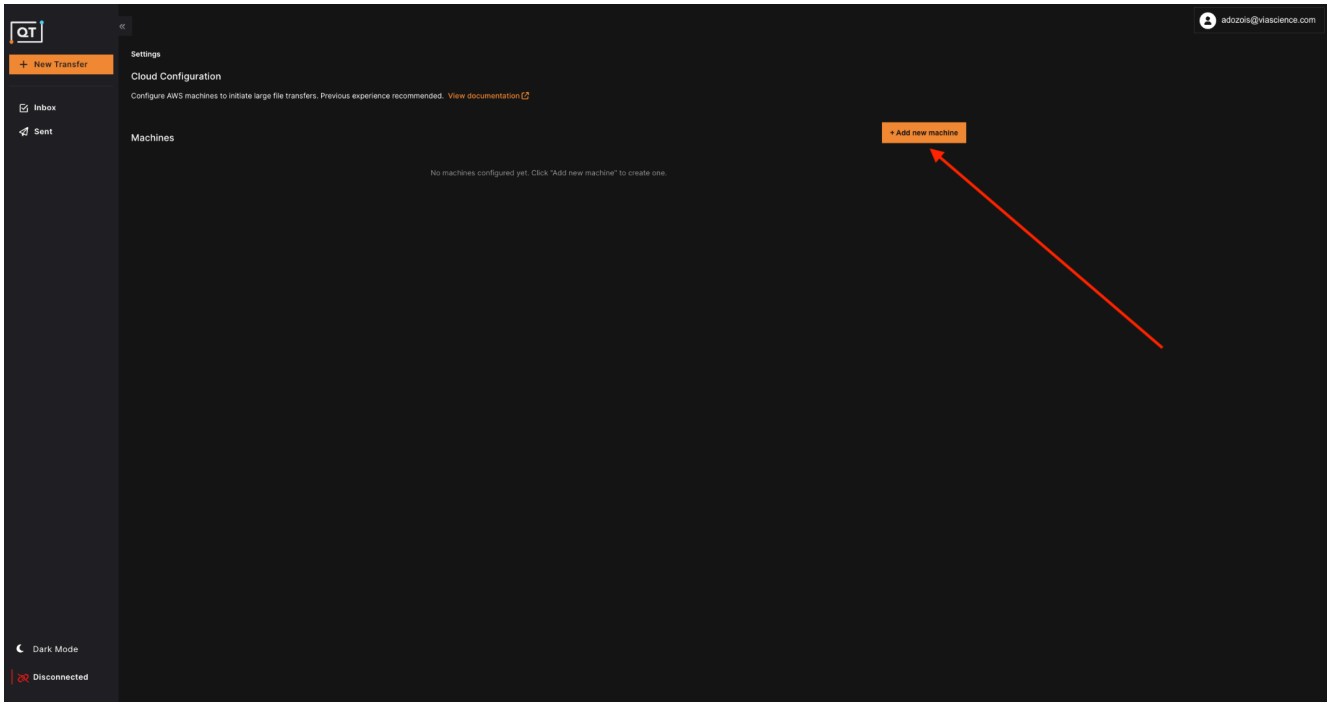 QT
«
adozois@viascience.com
+ New Transfer
Inbox
Sent
Settings
Cloud Configuration
Configure AWS machines to initiate large file transfers. Previous experience recommended. View documentation
Machines
+ Add new machine
No machines configured yet. Click "Add new machine" to create one.
Dark Mode
Disconnected